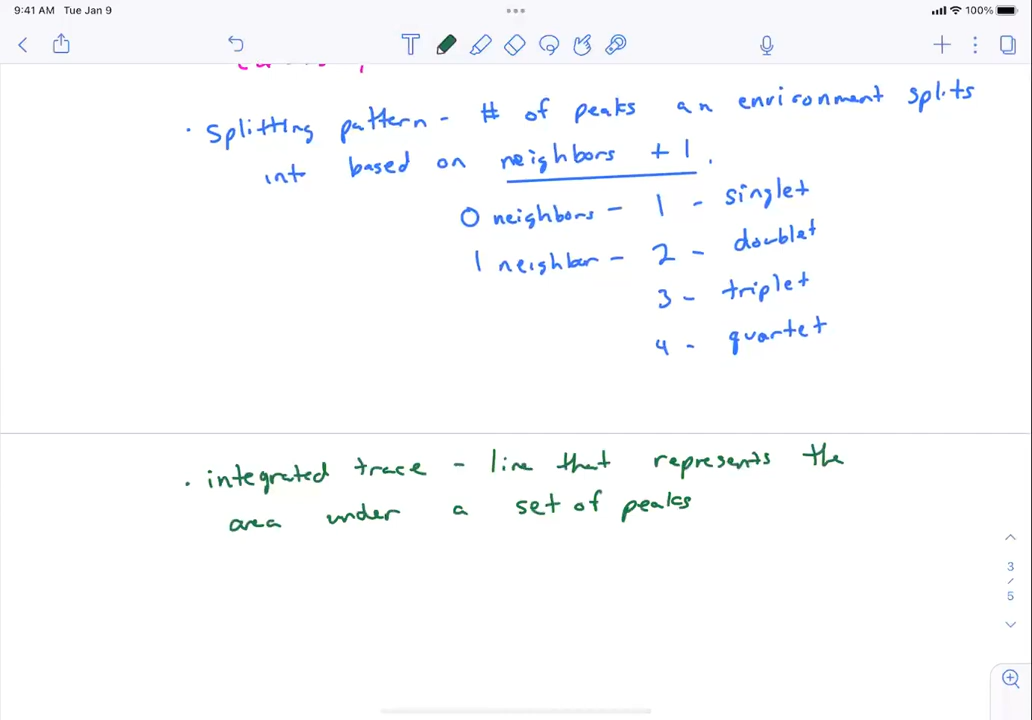 9:41 AM Tue Jan 9
100%
· Splitting pattern - # of peaks an environment splits
into based on neighbors + 1.
0 neighbors - 1 - singlet
1 neighbor - 2 - doublet
3 - triplet
4 - quartet
· integrated trace - line that represents the
area under a set of peaks
3
/
5